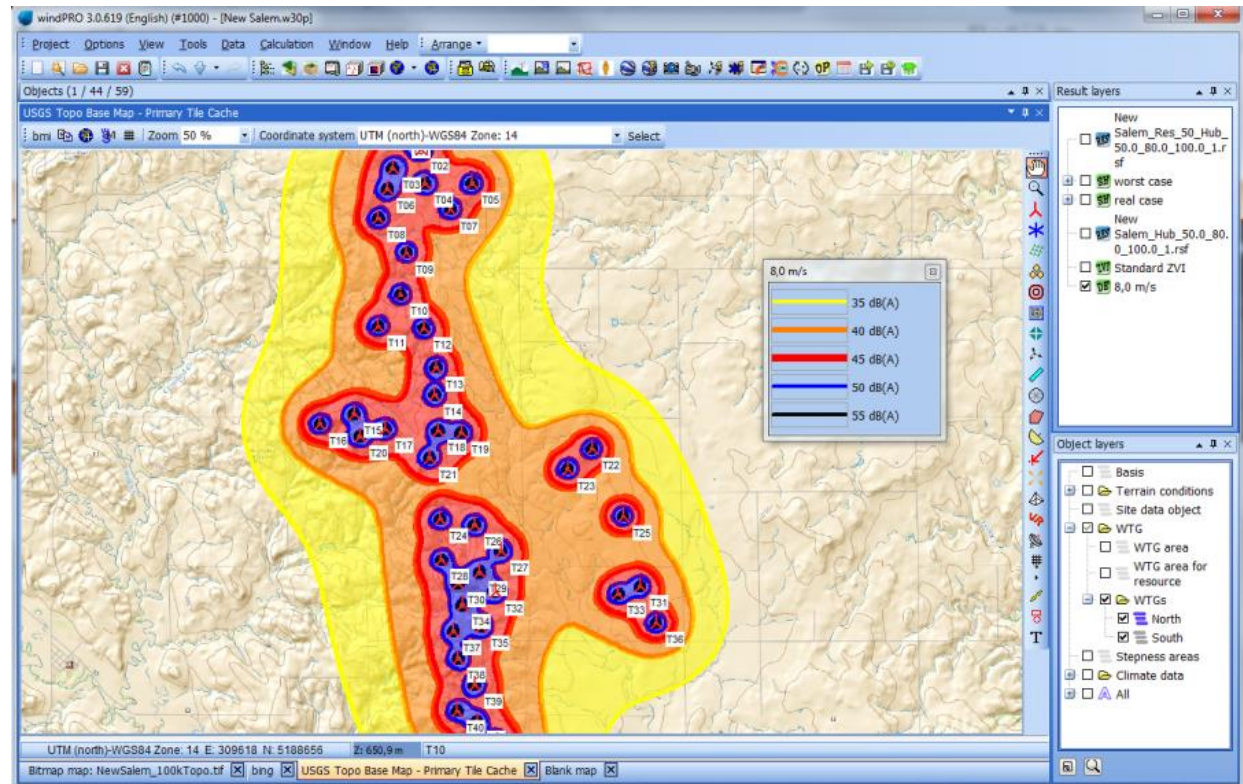 windPRO 3.0.619 (English) (#1000) - [New Salem.w30p]
Project Options View Tools Data Calculation Window Help Arrange
Objects (1 / 44 / 59)
USGS Topo Base Map - Primary Tile Cache
bmi Zoom 50 % Coordinate system UTM (north)-WGS84 Zone: 14 Select
T02
T03
T04
T05
T06
T07
T08
T09
T10
T11
T12
T13
T14
T15
T16
T17
T18
T19
T20
T21
T22
T23
T24
T25
T26
T27
T28
T29
T30
T31
T32
T33
T34
T35
T36
T37
T38
T39
T40
8,0 m/s
35 dB(A)
40 dB(A)
45 dB(A)
50 dB(A)
55 dB(A)
Result layers
New
Salem_Res_50_Hub_
50.0_80.0_100.0_1.r
sf
worst case
real case
New
Salem_Hub_50.0_80.
0_100.0_1.rsf
Standard ZVI
8,0 m/s
Object layers
Basis
Terrain conditions
Site data object
WTG
WTG area
WTG area for
resource
WTGs
North
South
Stepness areas
Climate data
All
UTM (north)-WGS84 Zone: 14 E: 309618 N: 5188656 Z: 650,9 m T10
Bitmap map: NewSalem_100kTopo.tif bing USGS Topo Base Map - Primary Tile Cache Blank map